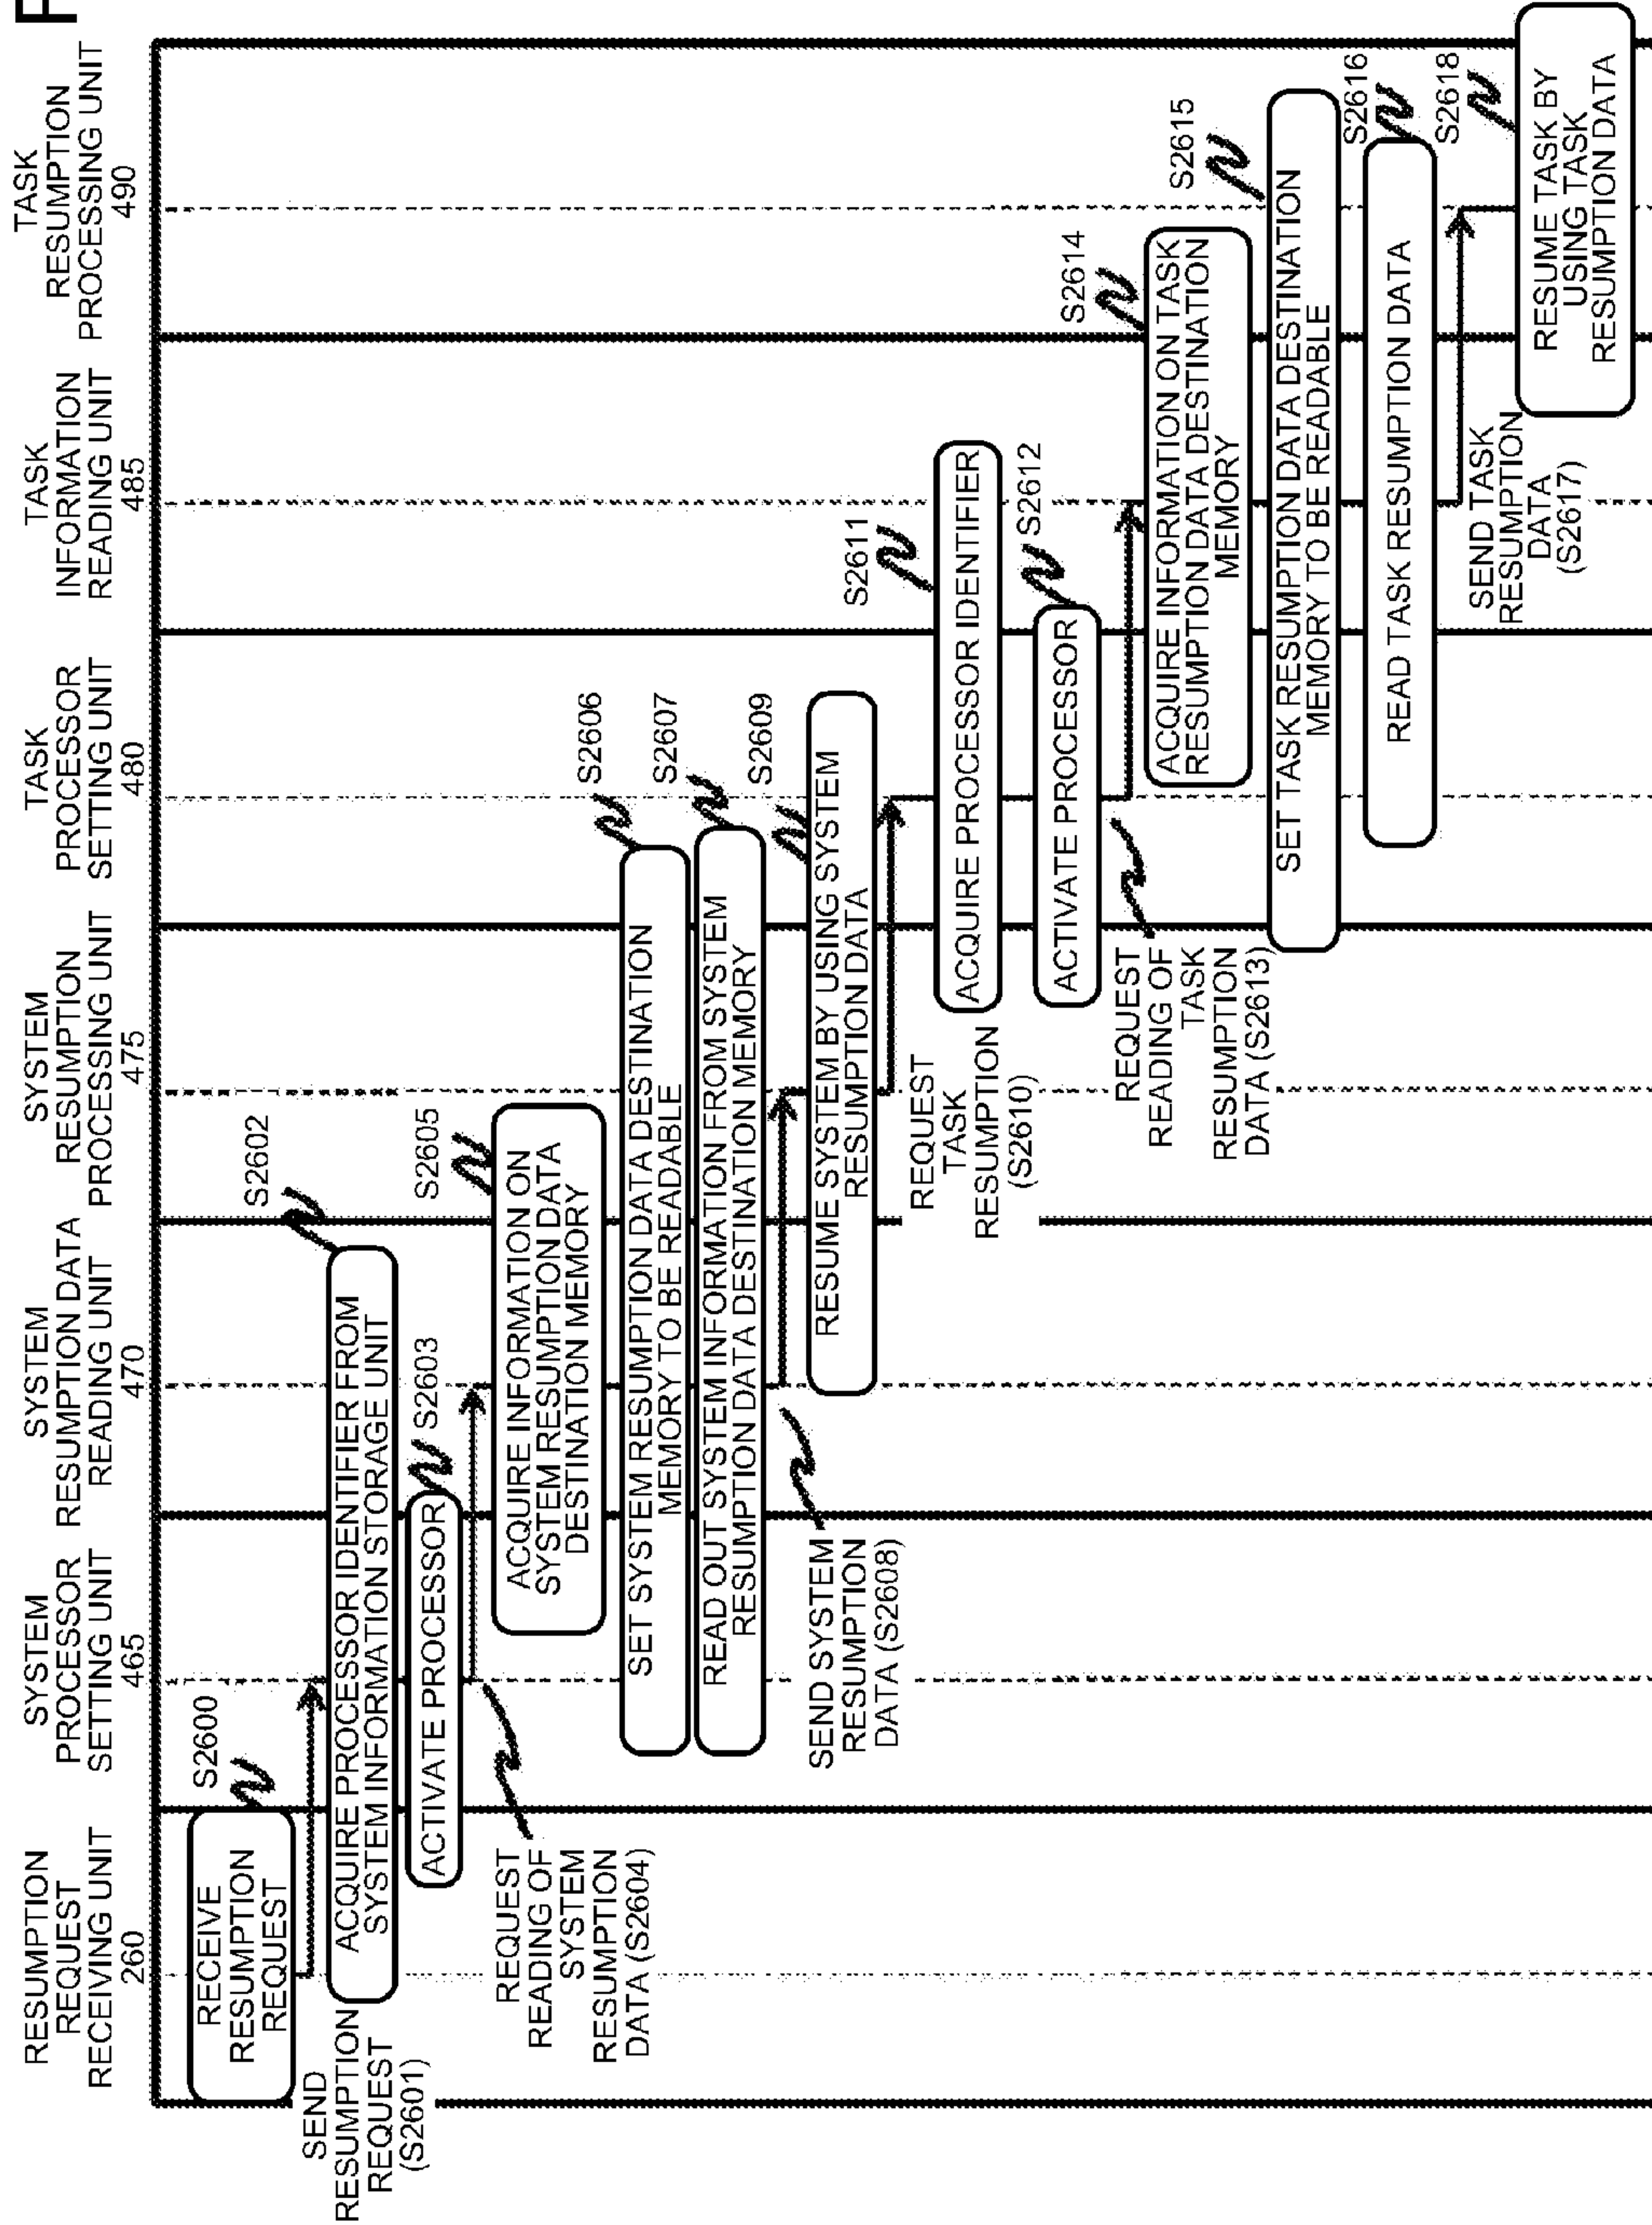 F
RESUMPTION
REQUEST
RECEIVING UNIT
260
SYSTEM
PROCESSOR
SETTING UNIT
465
SYSTEM
RESUMPTION DATA
READING UNIT
470
SYSTEM
RESUMPTION
PROCESSING UNIT
475
TASK
PROCESSOR
SETTING UNIT
480
TASK
INFORMATION
READING UNIT
485
TASK
RESUMPTION
PROCESSING UNIT
490
S2600
RECEIVE
RESUMPTION
REQUEST
SEND
RESUMPTION
REQUEST
(S2601)
S2602
ACQUIRE PROCESSOR IDENTIFIER FROM
SYSTEM INFORMATION STORAGE UNIT
S2603
ACTIVATE PROCESSOR
REQUEST
READING OF
SYSTEM
RESUMPTION
DATA (S2604)
S2605
ACQUIRE INFORMATION ON
SYSTEM RESUMPTION DATA
DESTINATION MEMORY
S2606
SET SYSTEM RESUMPTION DATA DESTINATION
MEMORY TO BE READABLE
S2607
READ OUT SYSTEM INFORMATION FROM SYSTEM
RESUMPTION DATA DESTINATION MEMORY
SEND SYSTEM
RESUMPTION
DATA (S2608)
S2609
RESUME SYSTEM BY USING SYSTEM
RESUMPTION DATA
REQUEST
TASK
RESUMPTION
(S2610)
S2611
ACQUIRE PROCESSOR IDENTIFIER
S2612
ACTIVATE PROCESSOR
REQUEST
READING OF
TASK
RESUMPTION
DATA (S2613)
S2614
ACQUIRE INFORMATION ON TASK
RESUMPTION DATA DESTINATION
MEMORY
S2615
SET TASK RESUMPTION DATA DESTINATION
MEMORY TO BE READABLE
S2616
READ TASK RESUMPTION DATA
SEND TASK
RESUMPTION
DATA
(S2617)
S2618
RESUME TASK BY
USING TASK
RESUMPTION DATA